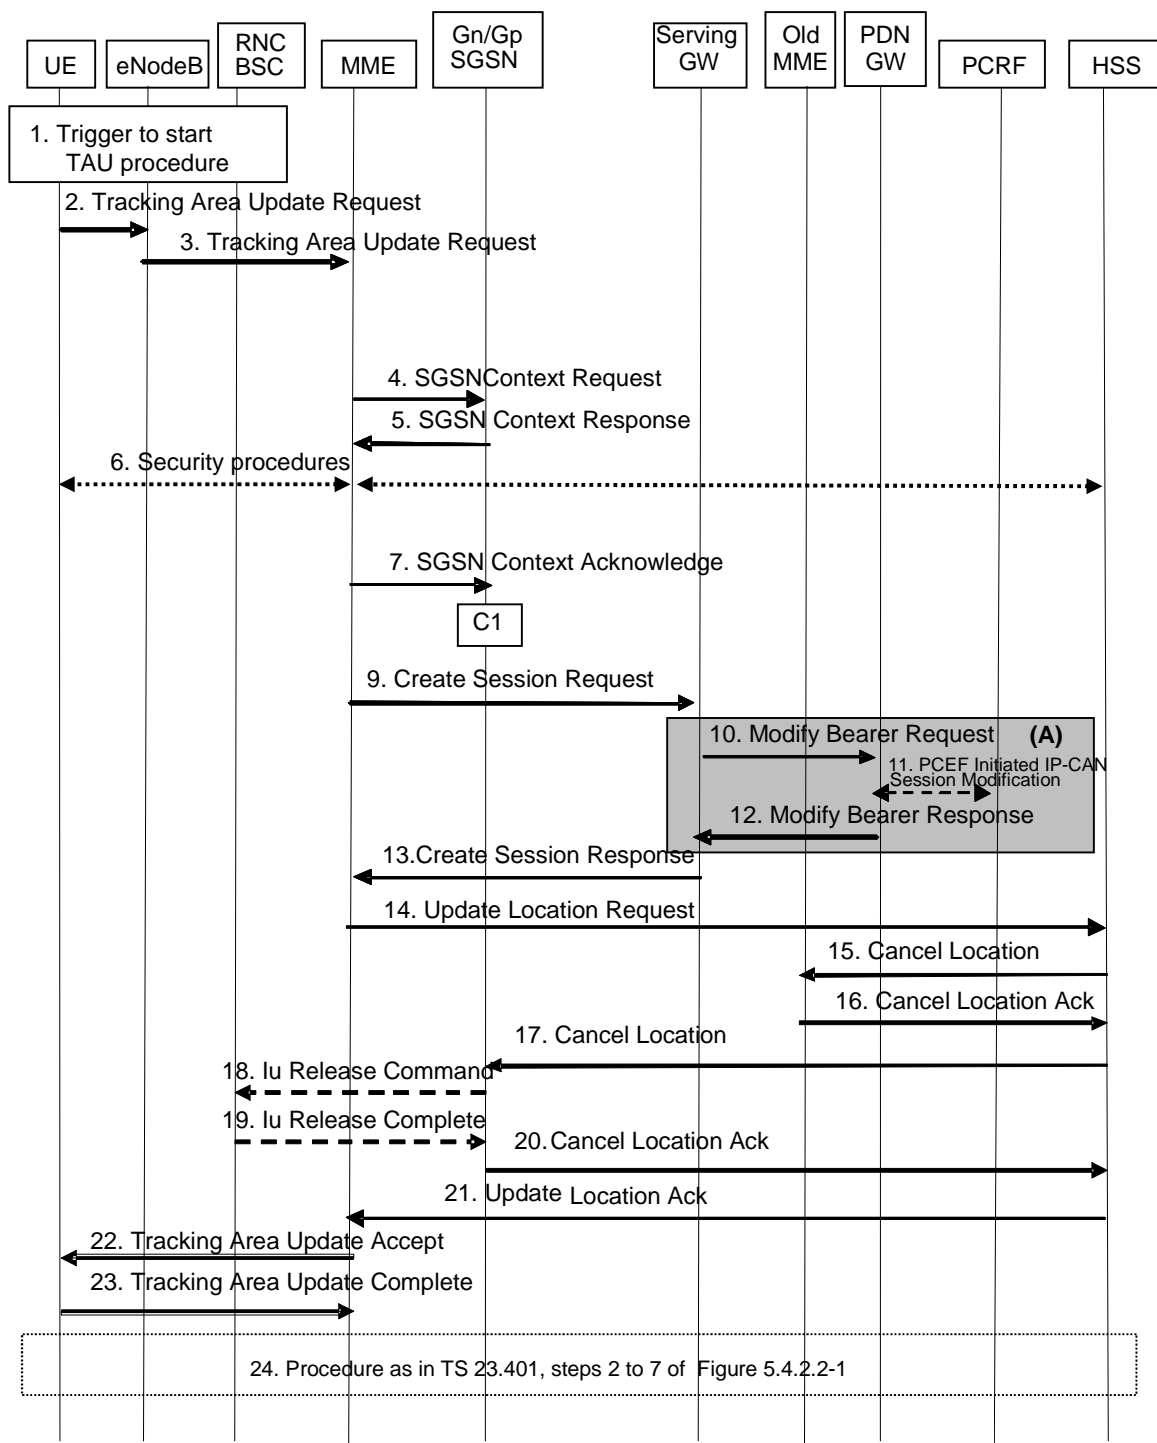 UE
eNodeB
RNC
BSC
MME
Gn/Gp
SGSN
Serving
GW
Old
MME
PDN
GW
PCRF
HSS
1. Trigger to start
TAU procedure
2. Tracking Area Update Request
3. Tracking Area Update Request
4. SGSNContext Request
5. SGSN Context Response
6. Security procedures
7. SGSN Context Acknowledge
C1
9. Create Session Request
10. Modify Bearer Request (A)
11. PCEF Initiated IP-CAN
Session Modification
12. Modify Bearer Response
13.Create Session Response
14. Update Location Request
15. Cancel Location
16. Cancel Location Ack
17. Cancel Location
18. Iu Release Command
19. Iu Release Complete
20.Cancel Location Ack
21. Update Location Ack
22. Tracking Area Update Accept
23. Tracking Area Update Complete
24. Procedure as in TS 23.401, steps 2 to 7 of Figure 5.4.2.2-1